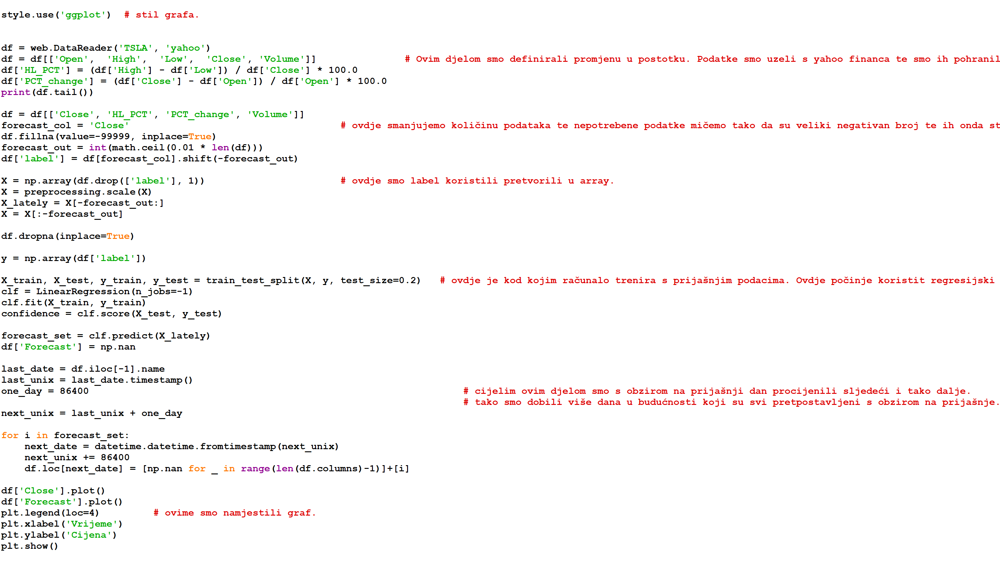 style.use('ggplot')  # stil grafa.
df = web.DataReader('TSLA', 'yahoo')
df = df[['Open',  'High',  'Low',  'Close', 'Volume']]  # Ovim djelom smo definirali promjenu u postotku. Podatke smo uzeli s yahoo financa te smo ih pohranil
df['HL_PCT'] = (df['High'] - df['Low']) / df['Close'] * 100.0
df['PCT_change'] = (df['Close'] - df['Open']) / df['Open'] * 100.0
print(df.tail())
df = df[['Close', 'HL_PCT', 'PCT_change', 'Volume']]
forecast_col = 'Close'  # ovdje smanjujemo količinu podataka te nepotrebene podatke mičemo tako da su veliki negativan broj te ih onda st
df.fillna(value=-99999, inplace=True)
forecast_out = int(math.ceil(0.01 * len(df)))
df['label'] = df[forecast_col].shift(-forecast_out)
X = np.array(df.drop(['label'], 1))  # ovdje smo label koristili pretvorili u array.
X = preprocessing.scale(X)
X_lately = X[-forecast_out:]
X = X[:-forecast_out]
df.dropna(inplace=True)
y = np.array(df['label'])
X_train, X_test, y_train, y_test = train_test_split(X, y, test_size=0.2)  # ovdje je kod kojim računalo trenira s prijašnjim podacima. Ovdje počinje koristit regresijski
clf = LinearRegression(n_jobs=-1)
clf.fit(X_train, y_train)
confidence = clf.score(X_test, y_test)
forecast_set = clf.predict(X_lately)
df['Forecast'] = np.nan
last_date = df.iloc[-1].name
last_unix = last_date.timestamp()
one_day = 86400  # cijelim ovim djelom smo s obzirom na prijašnji dan procijenili sljedeći i tako dalje.
# tako smo dobili više dana u budućnosti koji su svi pretpostavljeni s obzirom na prijašnje.
next_unix = last_unix + one_day
for i in forecast_set:
    next_date = datetime.datetime.fromtimestamp(next_unix)
    next_unix += 86400
    df.loc[next_date] = [np.nan for _ in range(len(df.columns)-1)]+[i]
df['Close'].plot()
df['Forecast'].plot()
plt.legend(loc=4)  # ovime smo namjestili graf.
plt.xlabel('Vrijeme')
plt.ylabel('Cijena')
plt.show()